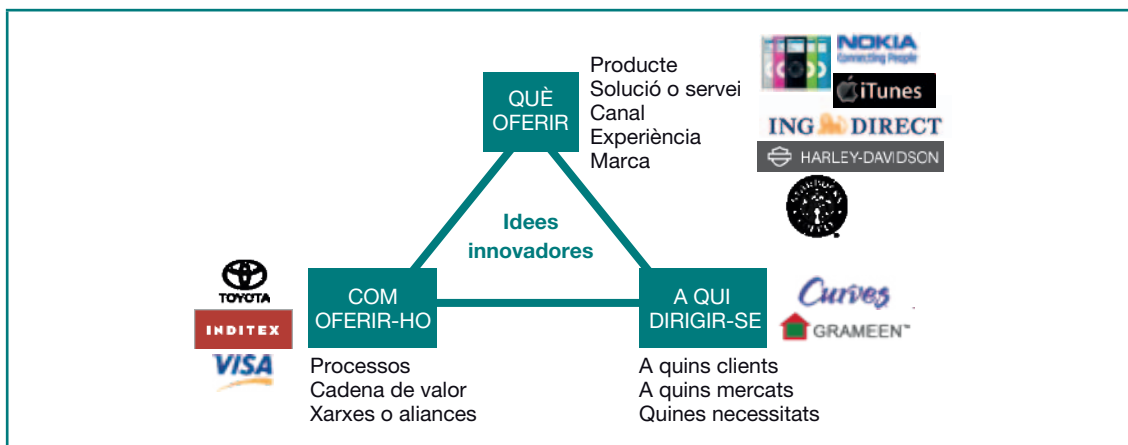 QUÈ
OFERIR
Producte
Solució o servei
Canal
Experiència
Marca
NOKIA
Connecting People
iTunes
ING DIRECT
HARLEY-DAVIDSON
Idees
innovadores
TOYOTA
INDITEX
VISA
COM
OFERIR-HO
Processos
Cadena de valor
Xarxes o aliances
A QUI
DIRIGIR-SE
A quins clients
A quins mercats
Quines necessitats
Curves
GRAMEEN™